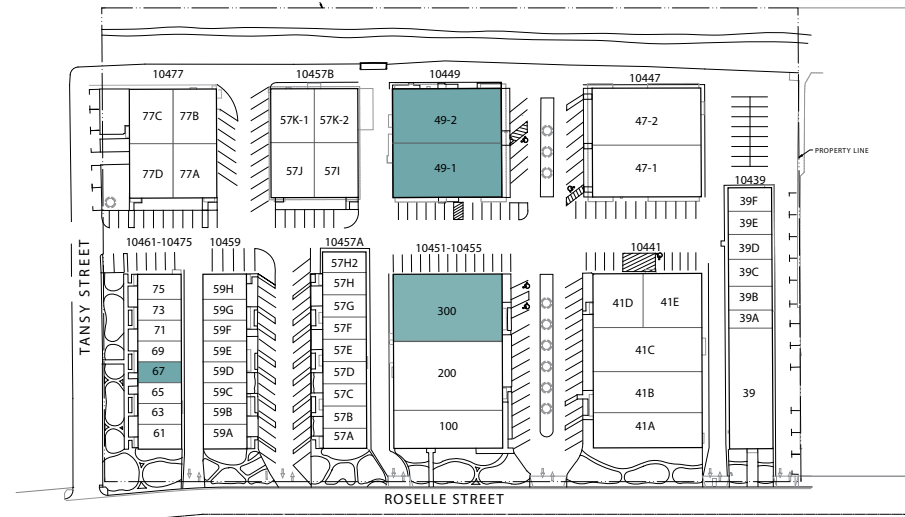 10477
10457B
10449
10447
77C
77B
77D
77A
57K-1
57K-2
57J
57I
49-2
49-1
47-2
47-1
PROPERTY LINE
10439
39F
39E
39D
39C
39B
39A
39
TANSY STREET
10461-10475
10459
10457A
10451-10455
10441
75
73
71
69
67
65
63
61
59H
59G
59F
59E
59D
59C
59B
59A
57H2
57H
57G
57F
57E
57D
57C
57B
57A
300
200
100
41D
41E
41C
41B
41A
ROSELLE STREET